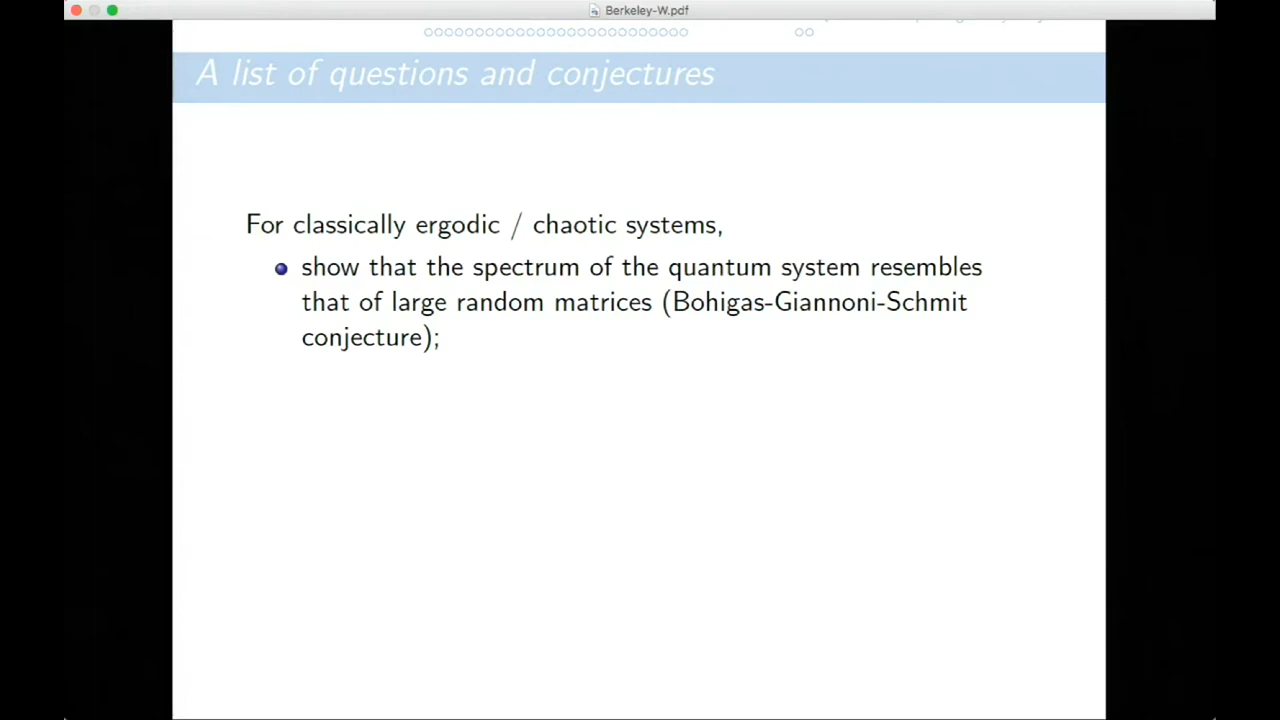 Berkeley-W.pdf
A list of questions and conjectures
For classically ergodic / chaotic systems,
show that the spectrum of the quantum system resembles
that of large random matrices (Bohigas-Giannoni-Schmit
conjecture);